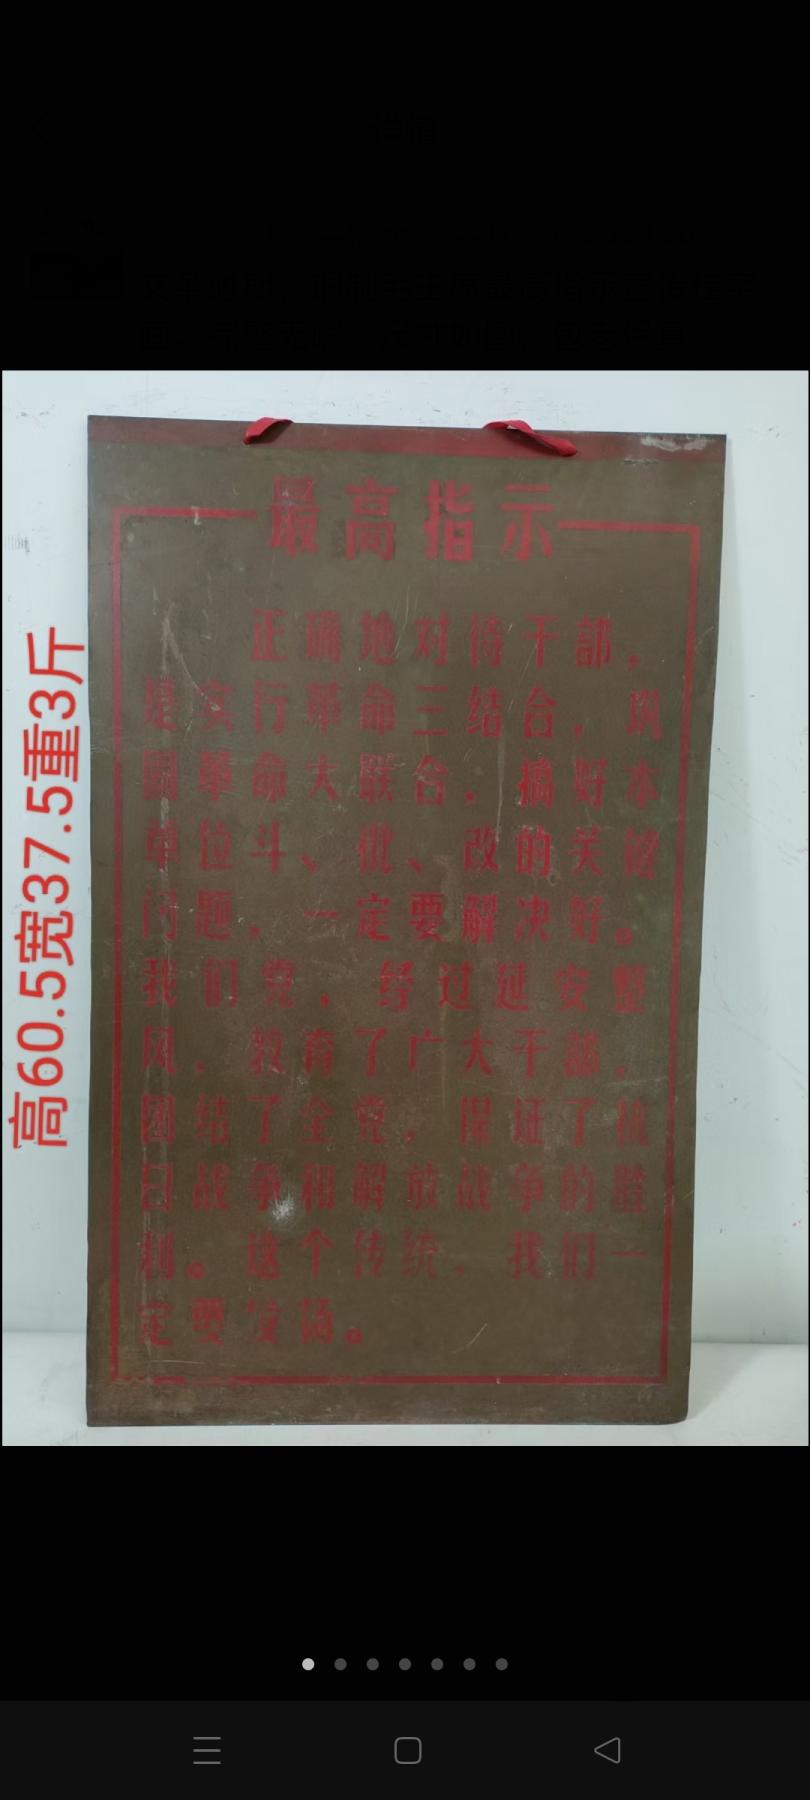 最高指示
正确地对待干部，
是实行革命三结合，巩
固革命大联合，搞好本
单位斗、批、改的关键
问题，一定要解决好。
我们党，经过延安整
风，教育了广大干部，
团结了全党，保证了抗
日战争和解放战争的胜
利。这个传统，我们一
定要发扬。
高60.5宽37.5重3斤